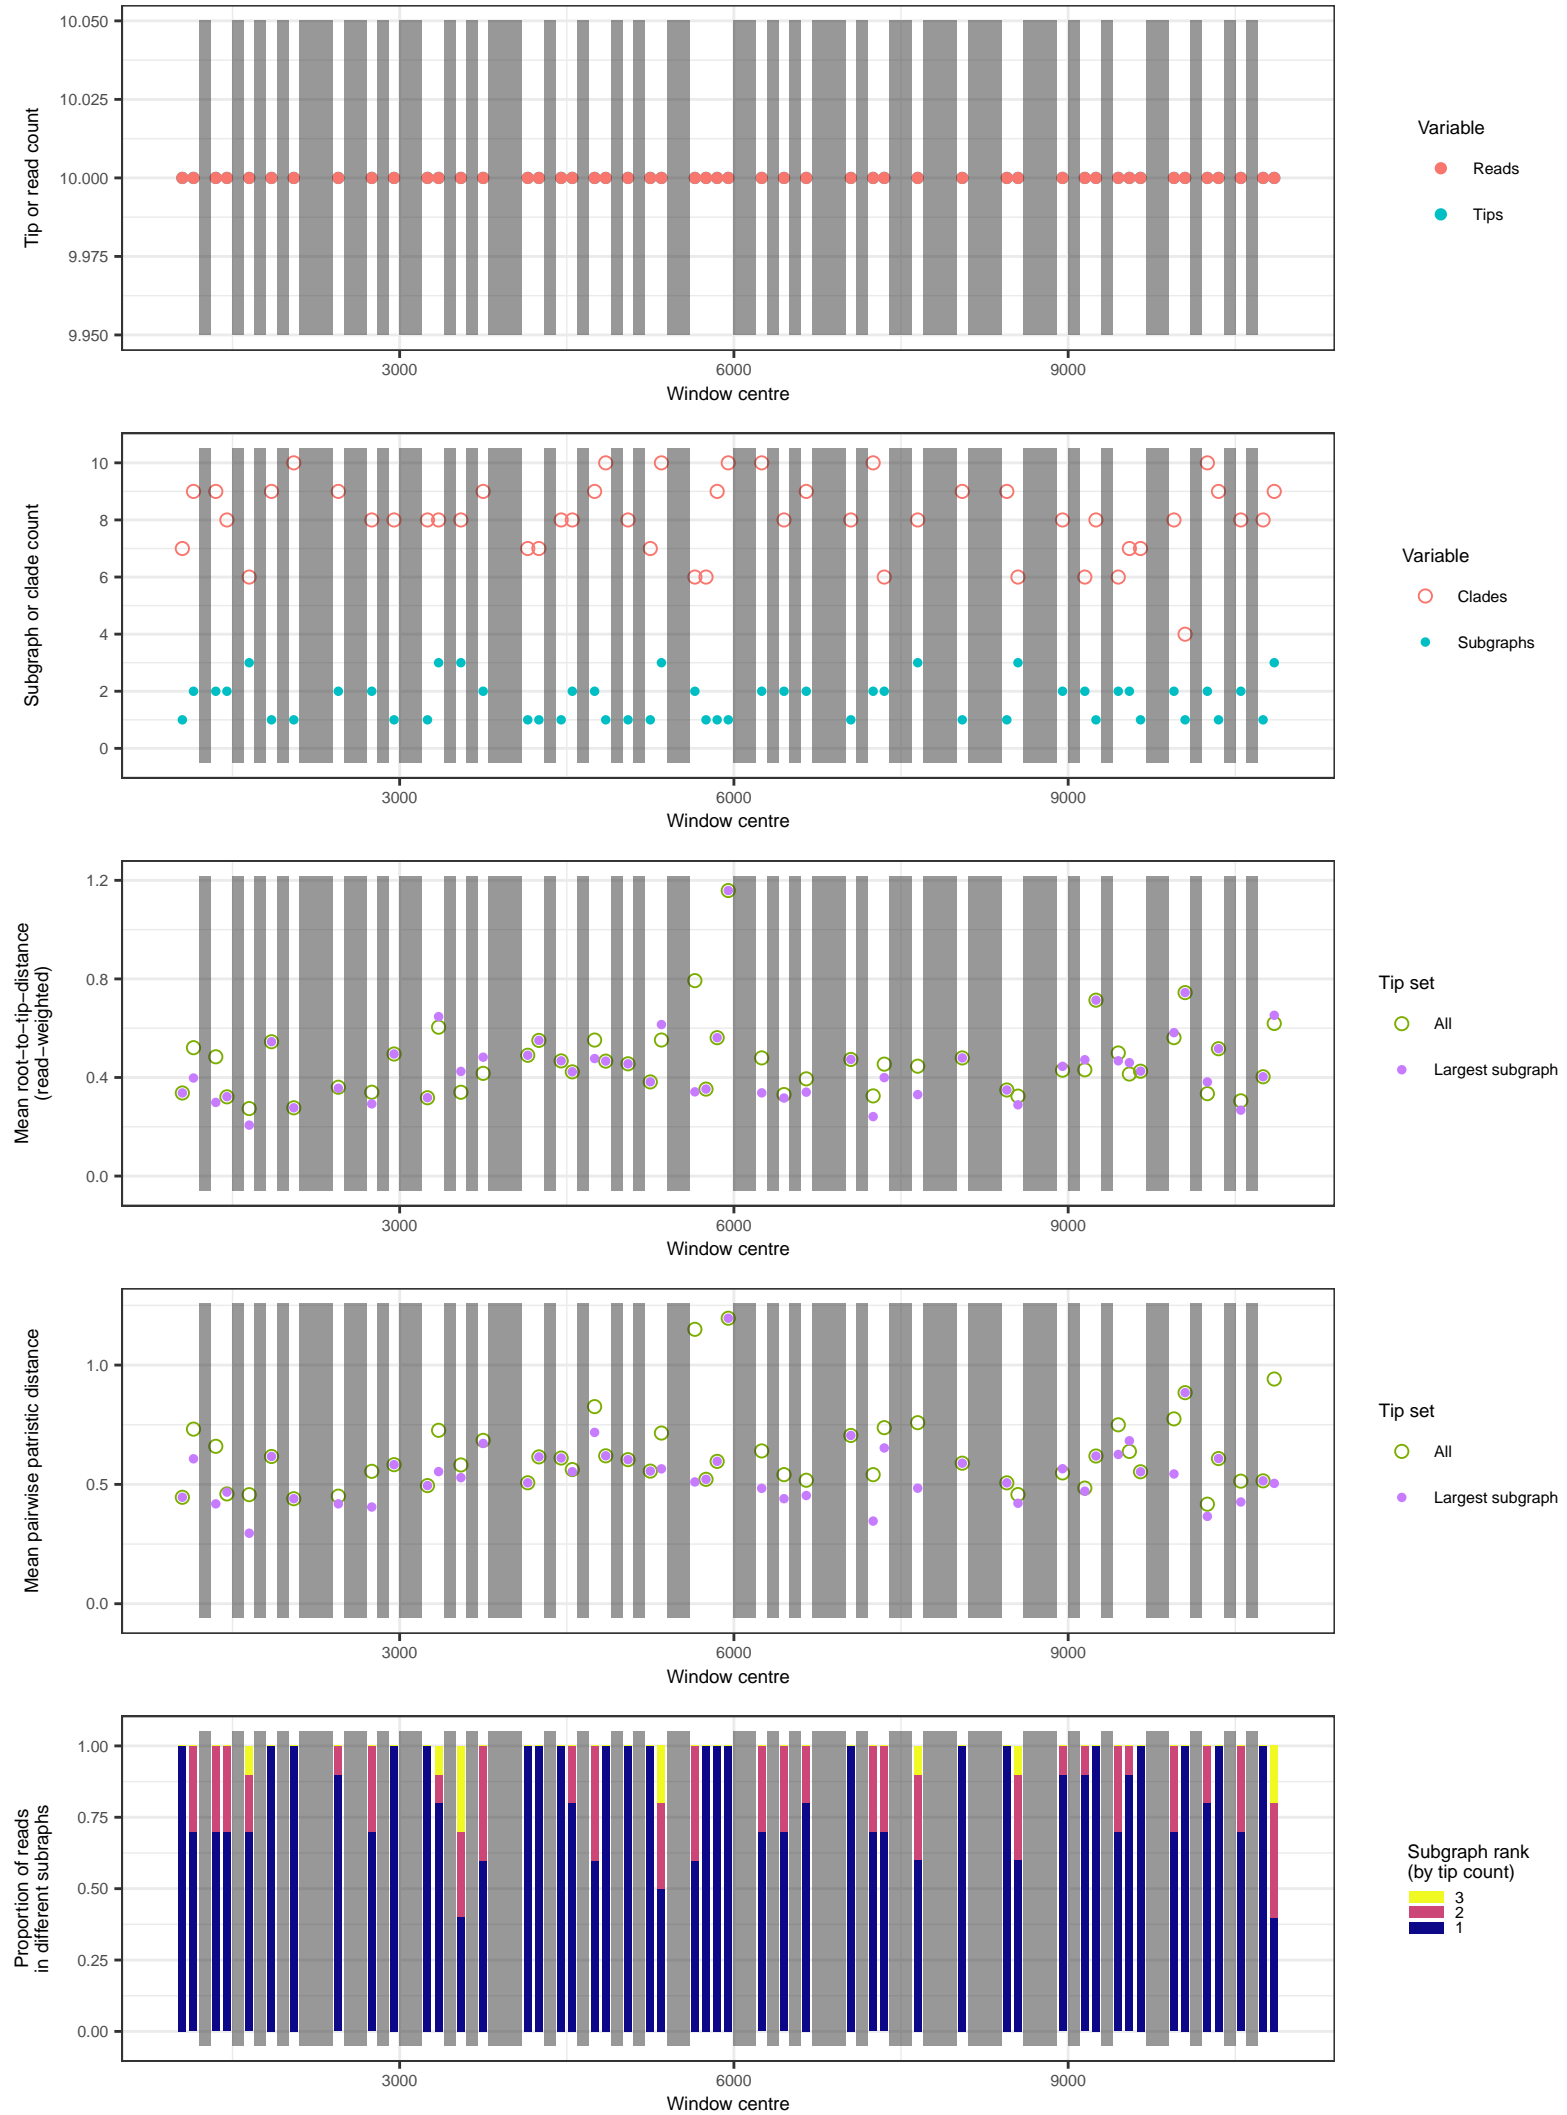 10.050
10.025
10.000
9.975
9.950
Tip or read count
3000
6000
9000
Window centre
Variable
Reads
Tips
10
8
6
4
2
0
Subgraph or clade count
3000
6000
9000
Window centre
Variable
Clades
Subgraphs
1.2
0.8
0.4
0.0
Mean root−to−tip−distance
(read−weighted)
3000
6000
9000
Window centre
Tip set
All
Largest subgraph
1.0
0.5
0.0
Mean pairwise patristic distance
3000
6000
9000
Window centre
Tip set
All
Largest subgraph
1.00
0.75
0.50
0.25
0.00
Proportion of reads
in different subraphs
3000
6000
9000
Window centre
Subgraph rank
(by tip count)
3
2
1